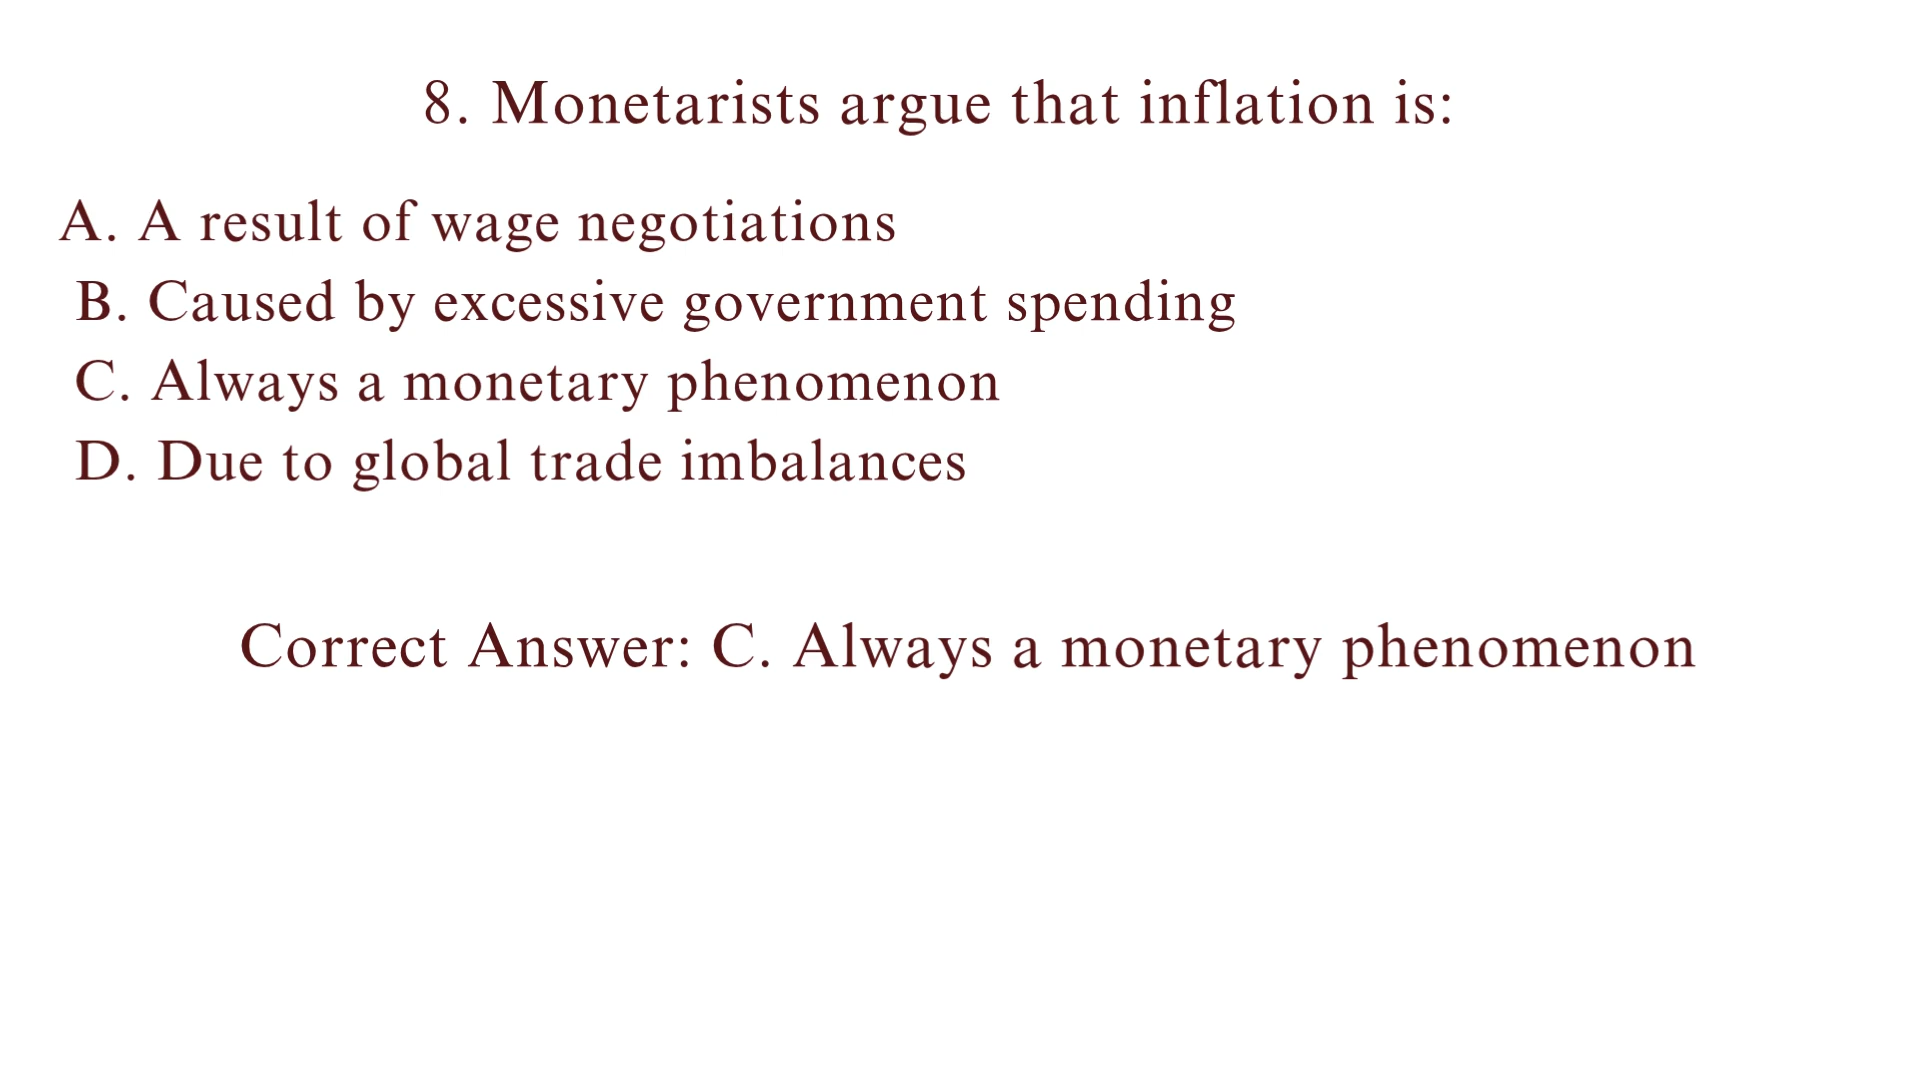 8. Monetarists argue that inflation is:
A. A result of wage negotiations
B. Caused by excessive government spending
C. Always a monetary phenomenon
D. Due to global trade imbalances
Correct Answer: C. Always a monetary phenomenon